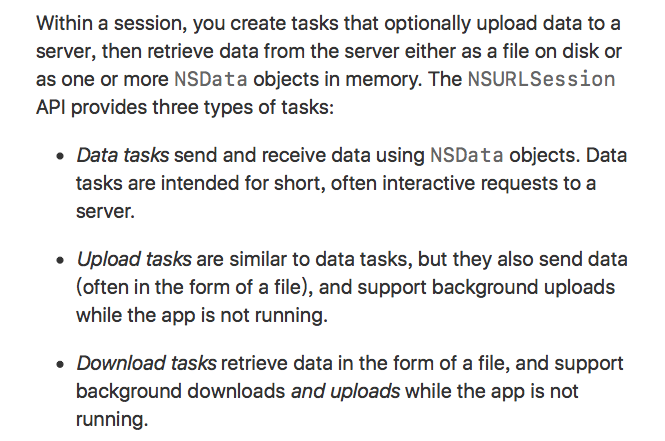 Within a session, you create tasks that optionally upload data to a
server, then retrieve data from the server either as a file on disk or
as one or more NSData objects in memory. The NSURLSession
API provides three types of tasks:
• Data tasks send and receive data using NSData objects. Data
tasks are intended for short, often interactive requests to a
server.
• Upload tasks are similar to data tasks, but they also send data
(often in the form of a file), and support background uploads
while the app is not running.
• Download tasks retrieve data in the form of a file, and support
background downloads and uploads while the app is not
running.